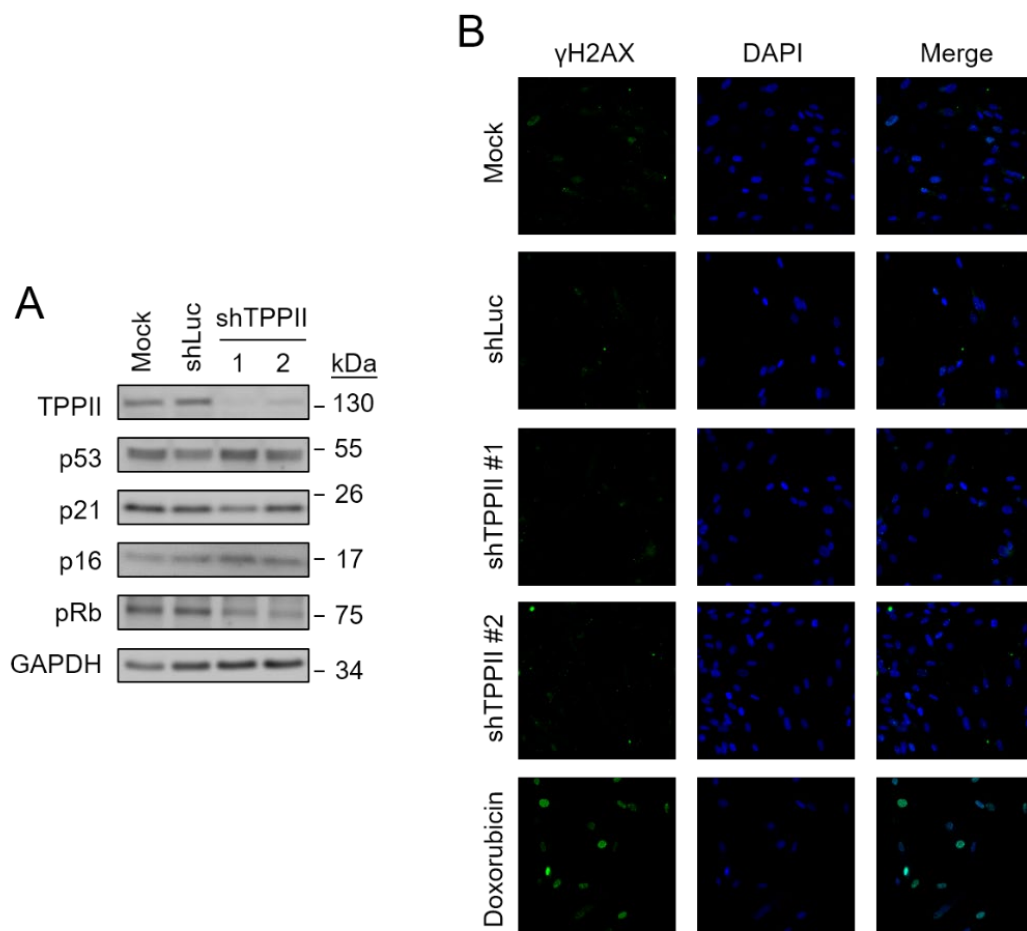 A
Mock
shLuc
shTPPII
1 2 kDa
TPPII 130
p53 55
p21 26
p16 17
pRb 75
GAPDH 34
B
γH2AX DAPI Merge
Mock
shLuc
shTPPII #1
shTPPII #2
Doxorubicin